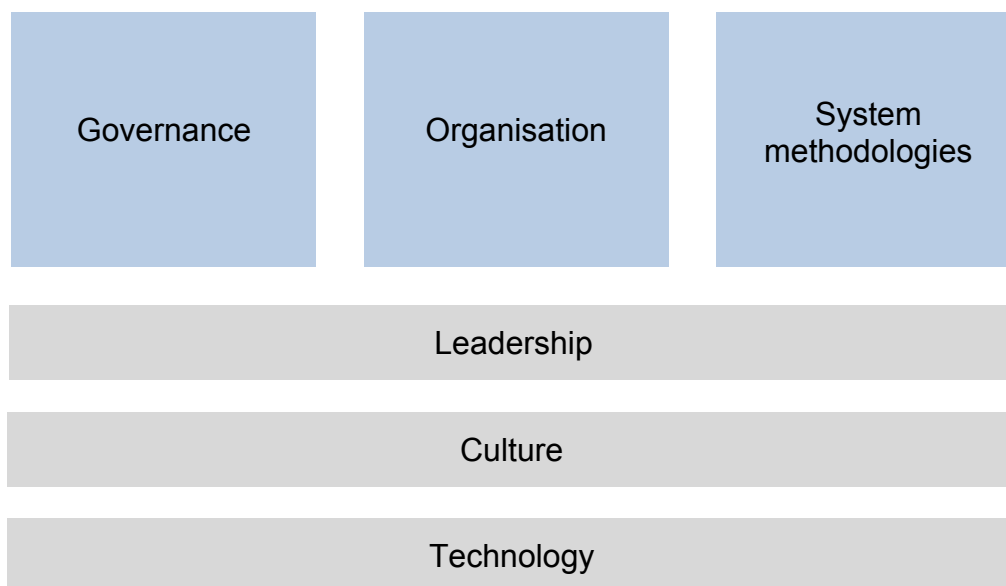 Governance
Organisation
System
methodologies
Leadership
Culture
Technology